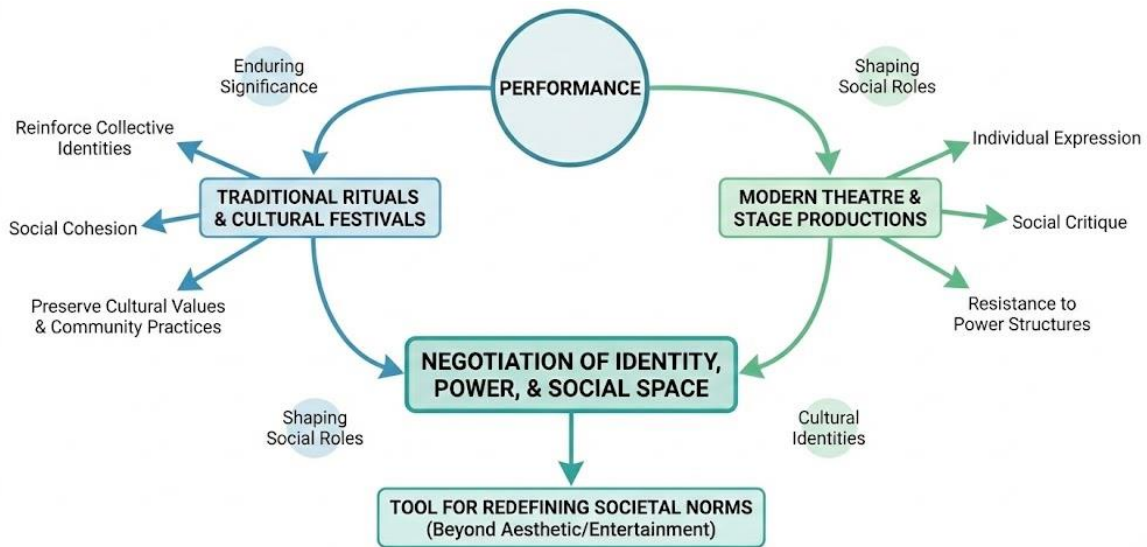 PERFORMANCE
Enduring
Significance
Shaping
Social Roles
Reinforce Collective
Identities
Individual Expression
TRADITIONAL RITUALS
& CULTURAL FESTIVALS
MODERN THEATRE &
STAGE PRODUCTIONS
Social Cohesion
Social Critique
Preserve Cultural Values
& Community Practices
Resistance to
Power Structures
NEGOTIATION OF IDENTITY,
POWER, & SOCIAL SPACE
Shaping
Social Roles
Cultural
Identities
TOOL FOR REDEFINING SOCIETAL NORMS
(Beyond Aesthetic/Entertainment)